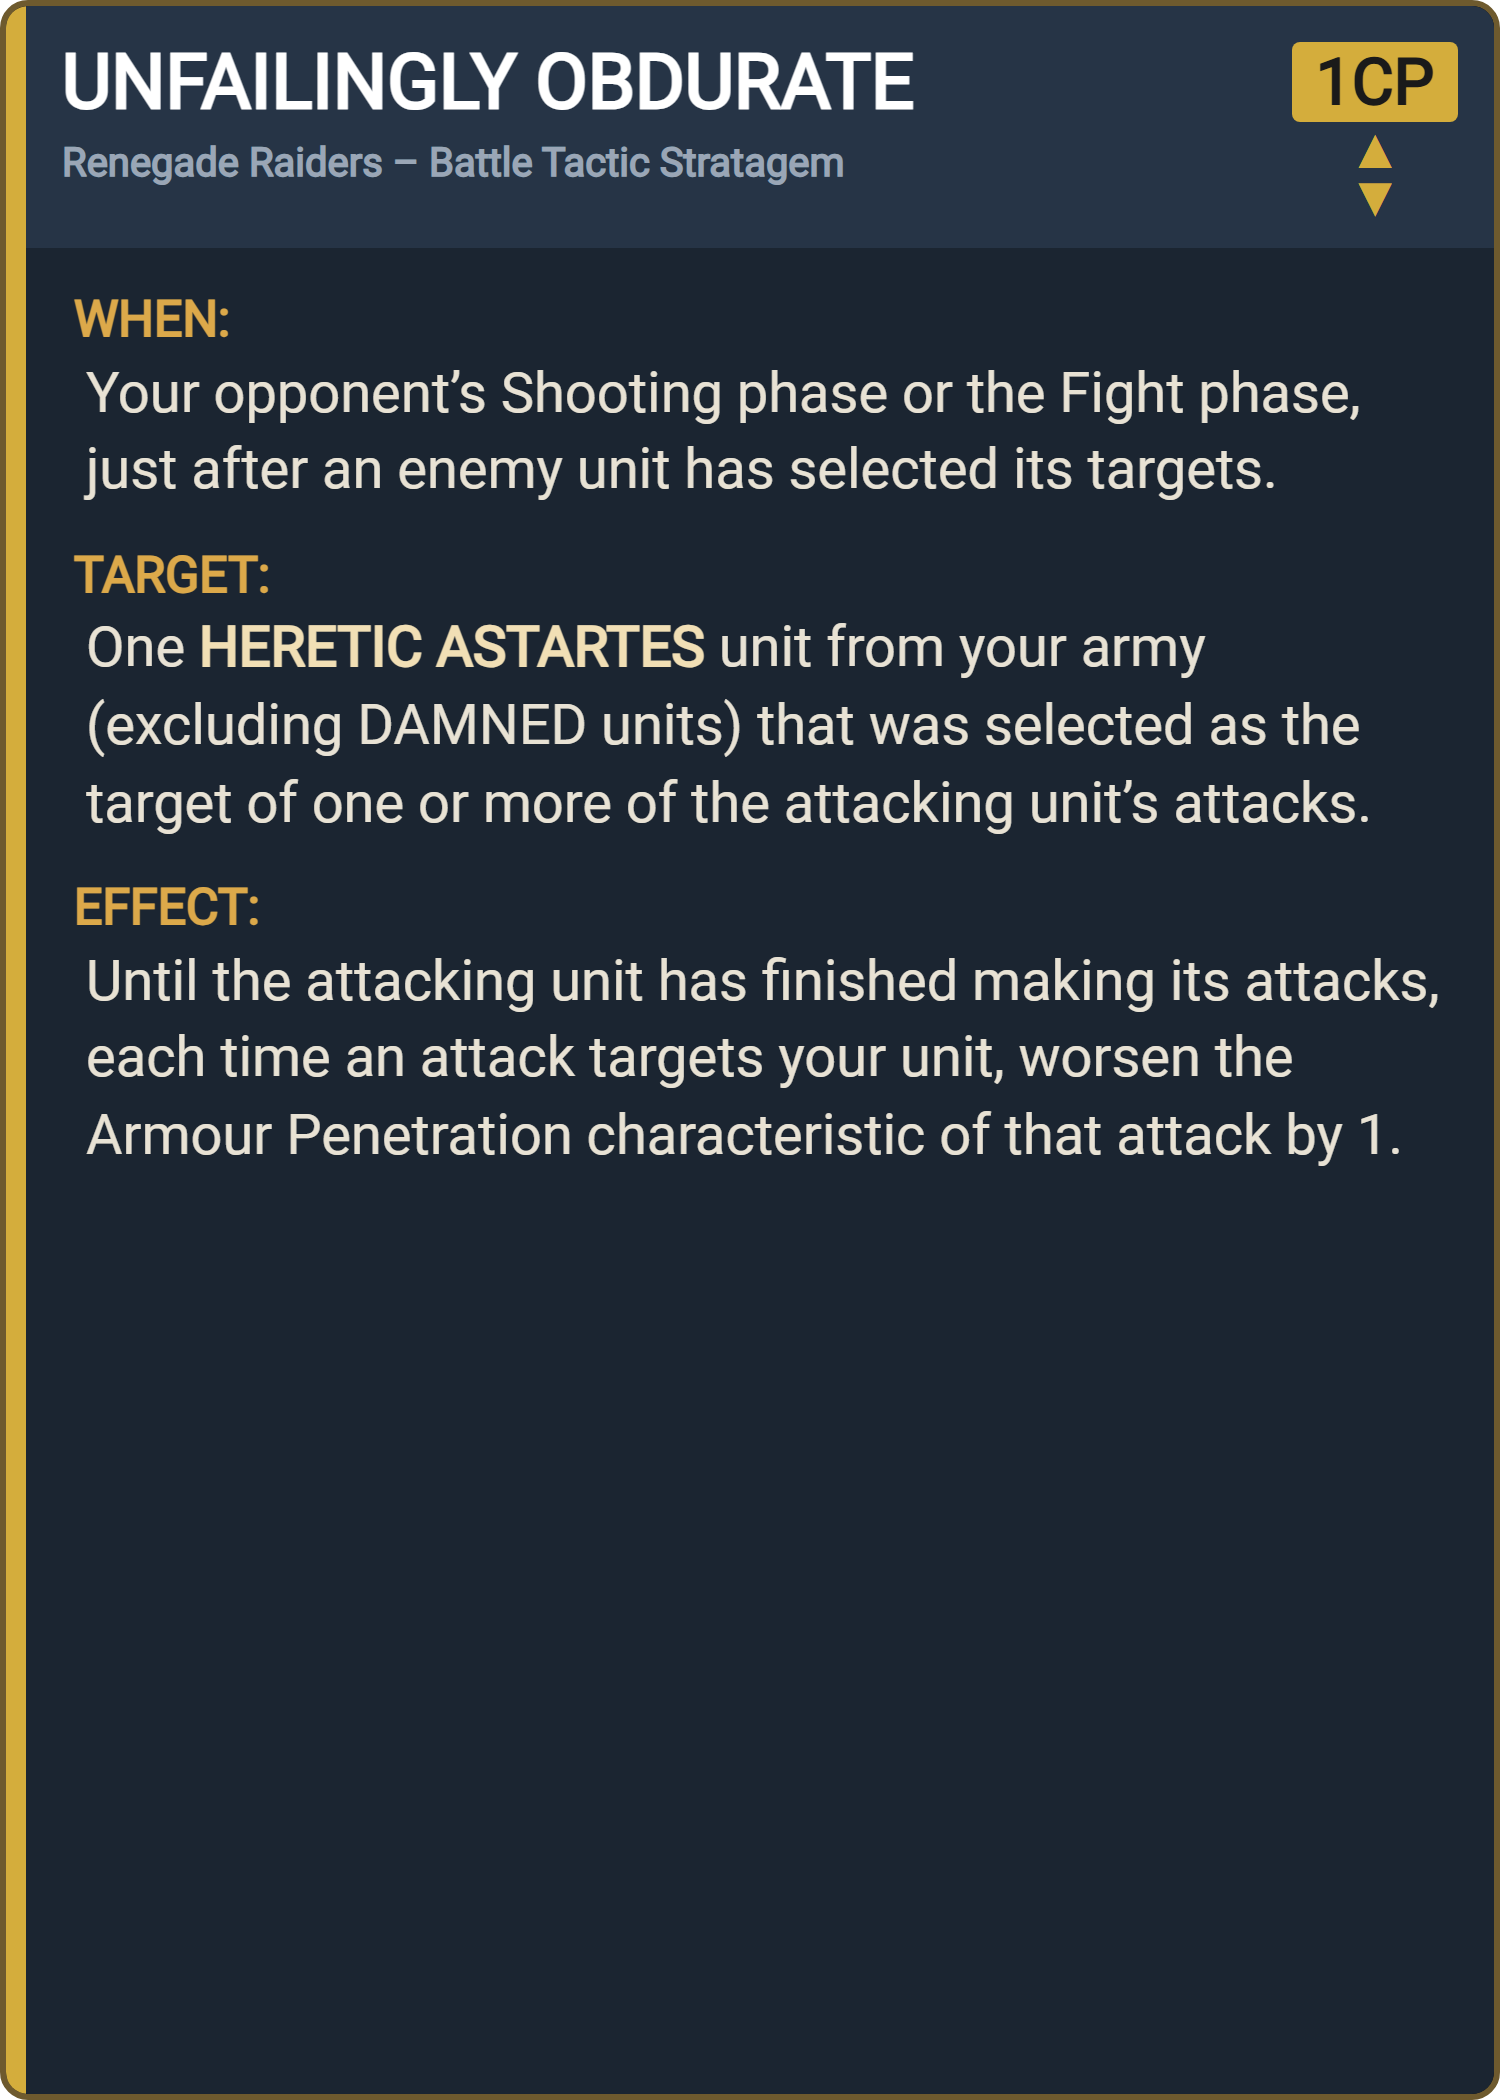 UNFAILINGLY OBDURATE
1CP
Renegade Raiders – Battle Tactic Stratagem
WHEN:
Your opponent’s Shooting phase or the Fight phase,
just after an enemy unit has selected its targets.
TARGET:
One HERETIC ASTARTES unit from your army
(excluding DAMNED units) that was selected as the
target of one or more of the attacking unit’s attacks.
EFFECT:
Until the attacking unit has finished making its attacks,
each time an attack targets your unit, worsen the
Armour Penetration characteristic of that attack by 1.